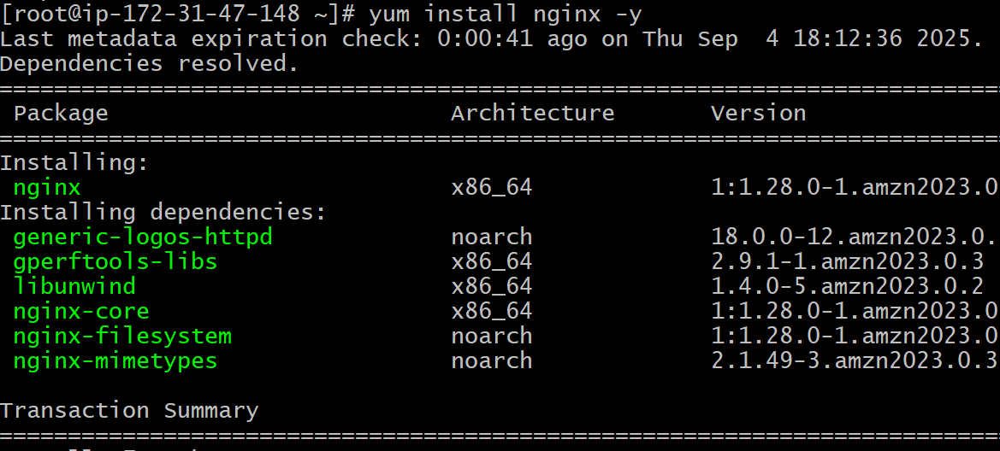 [root@ip-172-31-47-148 ~]# yum install nginx -y
Last metadata expiration check: 0:00:41 ago on Thu Sep  4 18:12:36 2025.
Dependencies resolved.
================================================================================
 Package                         Architecture       Version
================================================================================
Installing:
 nginx                           x86_64             1:1.28.0-1.amzn2023.0
Installing dependencies:
 generic-logos-httpd             noarch             18.0.0-12.amzn2023.0.
 gperftools-libs                 x86_64             2.9.1-1.amzn2023.0.3
 libunwind                       x86_64             1.4.0-5.amzn2023.0.2
 nginx-core                      x86_64             1:1.28.0-1.amzn2023.0
 nginx-filesystem                noarch             1:1.28.0-1.amzn2023.0
 nginx-mimetypes                 noarch             2.1.49-3.amzn2023.0.3

Transaction Summary
================================================================================